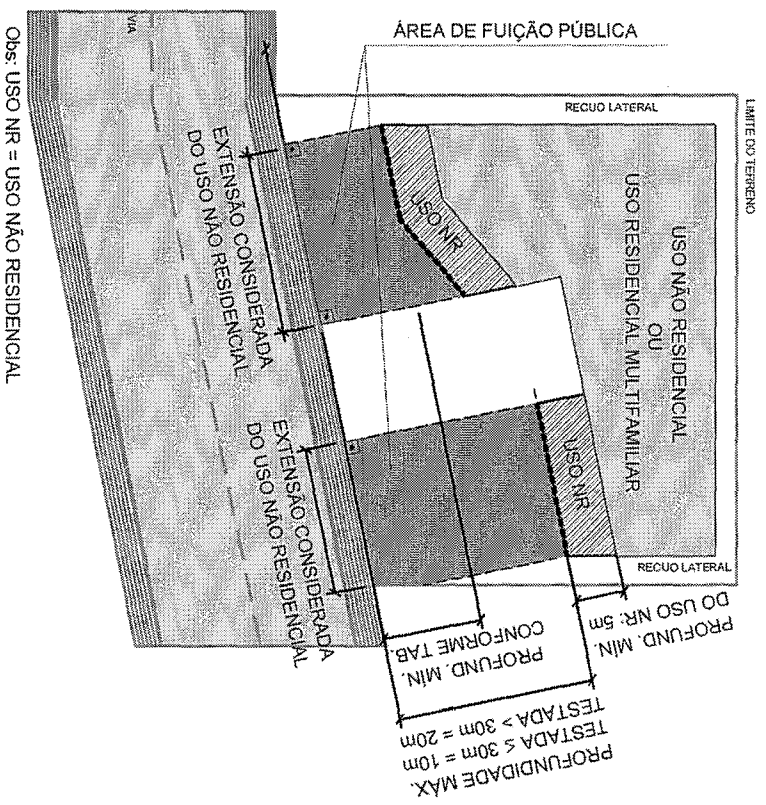 ÁREA DE FUIÇÃO PÚBLICA
LIMITE DO TERRENO
RECUO LATERAL
VIA
EXTENSÃO CONSIDERADA
DO USO NÃO RESIDENCIAL
USO NR
USO NÃO RESIDENCIAL
OU
USO RESIDENCIAL MULTIFAMILIAR
EXTENSÃO CONSIDERADA
DO USO NÃO RESIDENCIAL
USO NR
RECUO LATERAL
PROFUND. MÍN.
DO USO NR: 5m
PROFUND. MÍN.
CONFORME TAB.
PROFUNDIDADE MÁX.
TESTADA ≤ 30m = 10m
TESTADA > 30m = 20m
Obs: USO NR = USO NÃO RESIDENCIAL